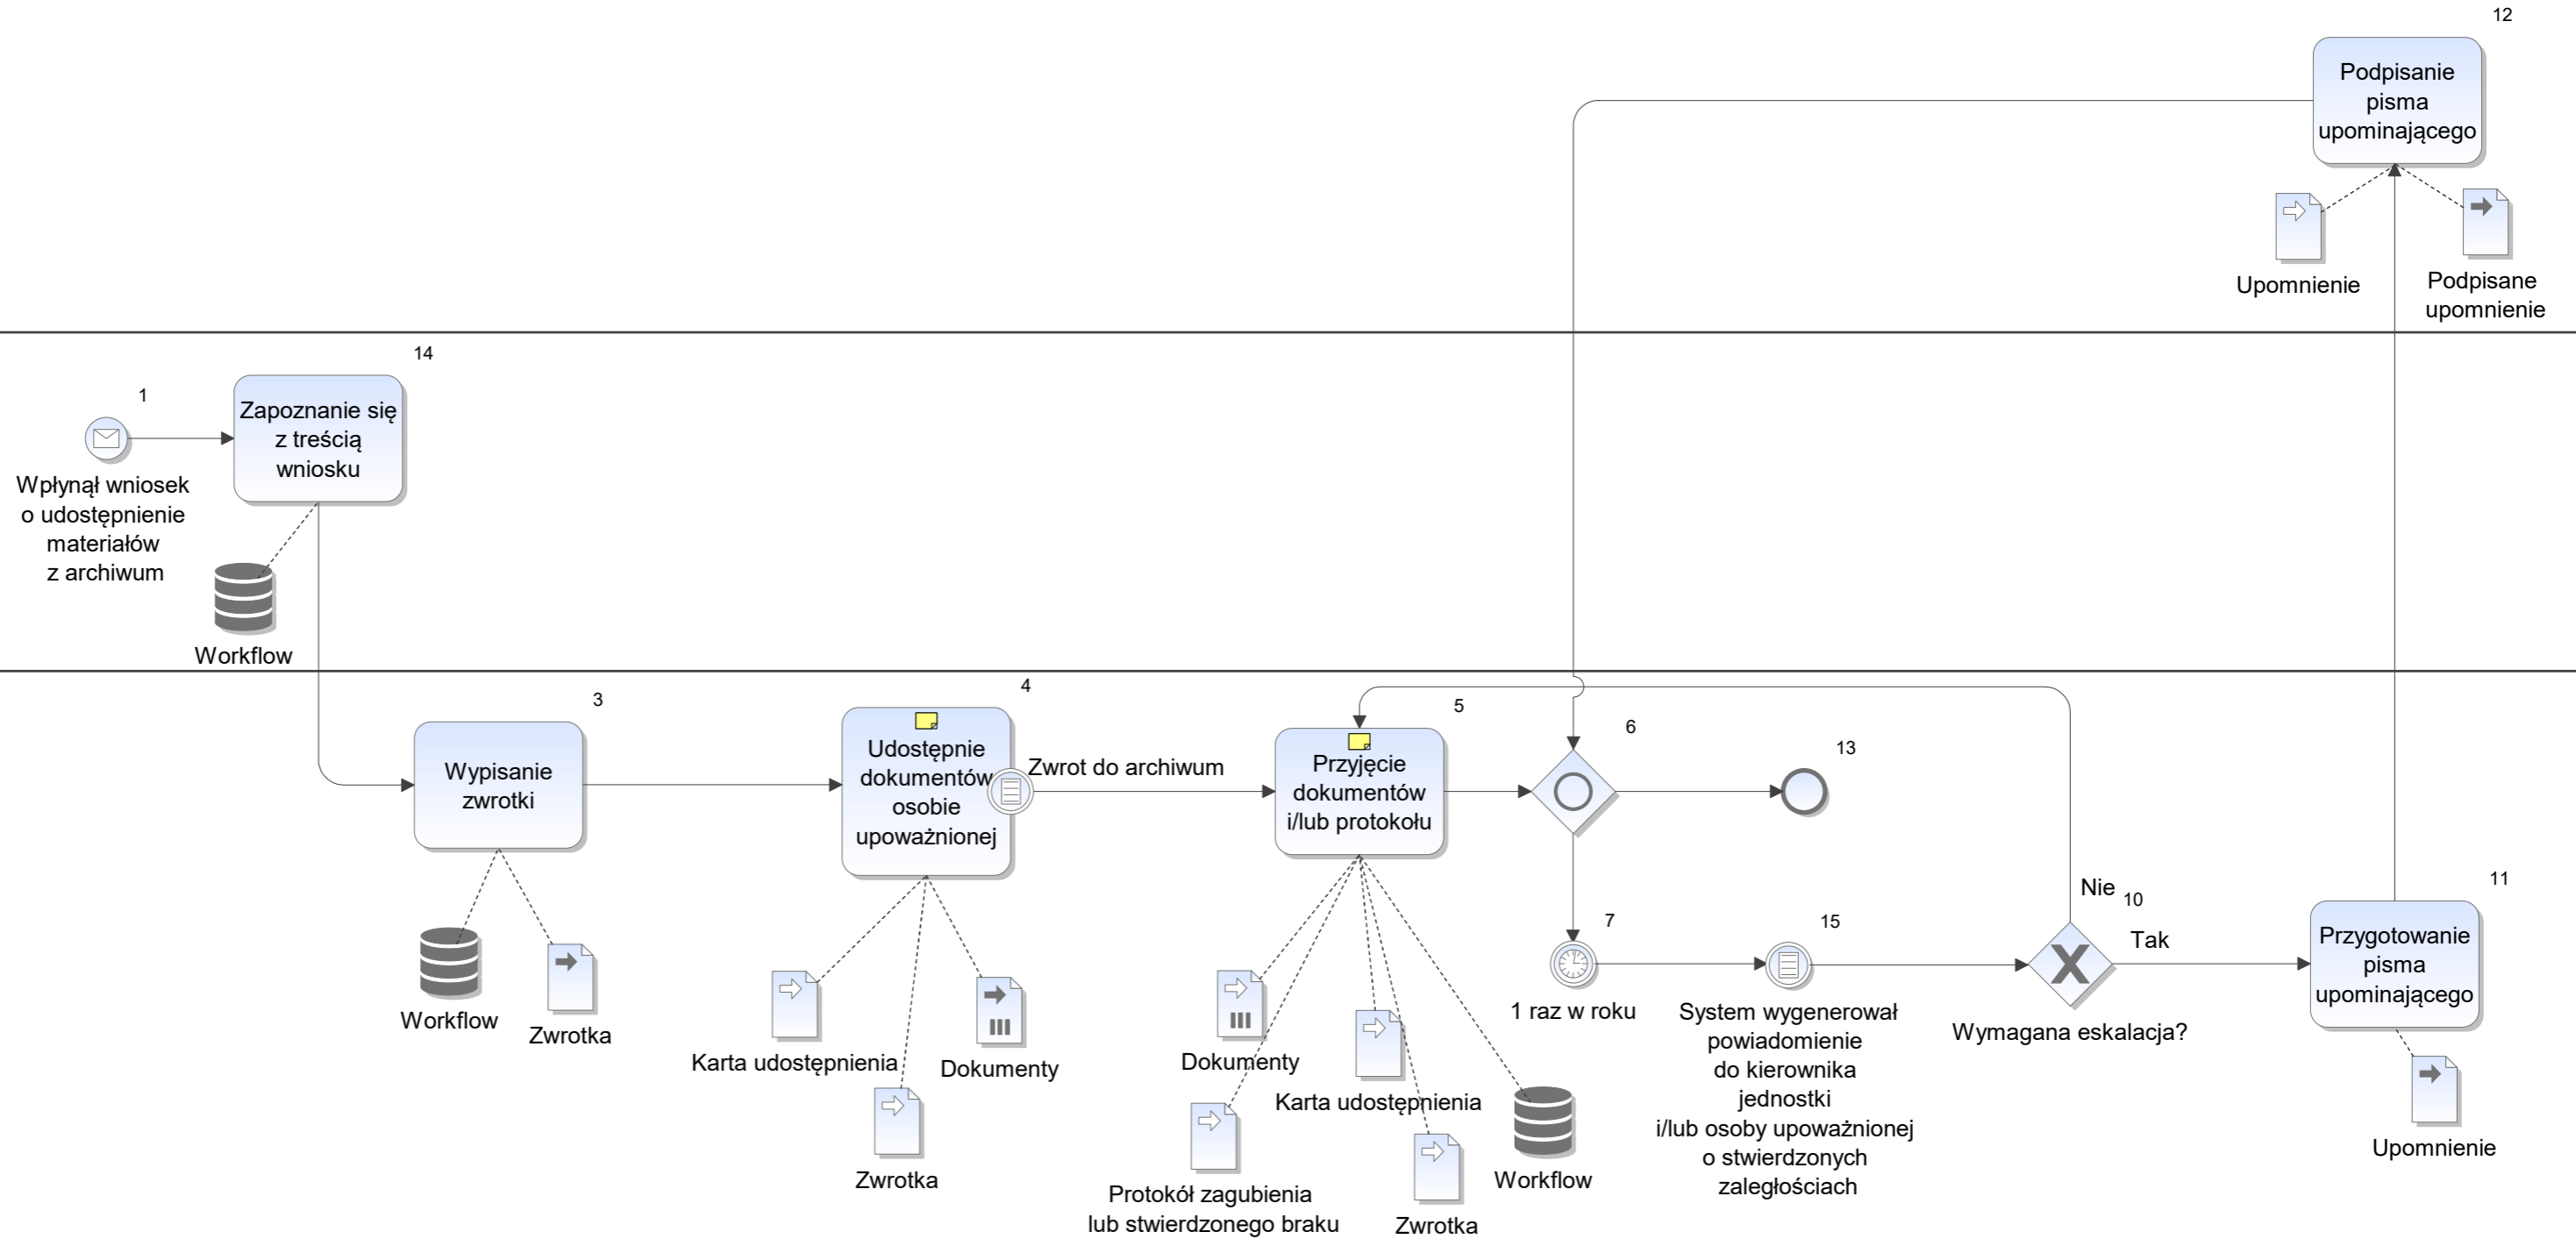 12
Podpisanie
pisma
upominającego
Upomnienie
Podpisane
upomnienie
14
1
Zapoznanie się
z treścią
wniosku
Wpłynął wniosek
o udostępnienie
materiałów
z archiwum
Workflow
3
Wypisanie
zwrotki
Workflow
Zwrotka
4
Udostępnie
dokumentów
osobie
upoważnionej
Zwrot do archiwum
Karta udostępnienia
Dokumenty
Zwrotka
5
Przyjęcie
dokumentów
i/lub protokołu
Dokumenty
Karta udostępnienia
Protokół zagubienia
lub stwierdzonego braku
Zwrotka
Workflow
6
13
7
1 raz w roku
15
System wygenerował
powiadomienie
do kierownika
jednostki
i/lub osoby upoważnionej
o stwierdzonych
zaległościach
Nie
10
Tak
Wymagana eskalacja?
11
Przygotowanie
pisma
upominającego
Upomnienie